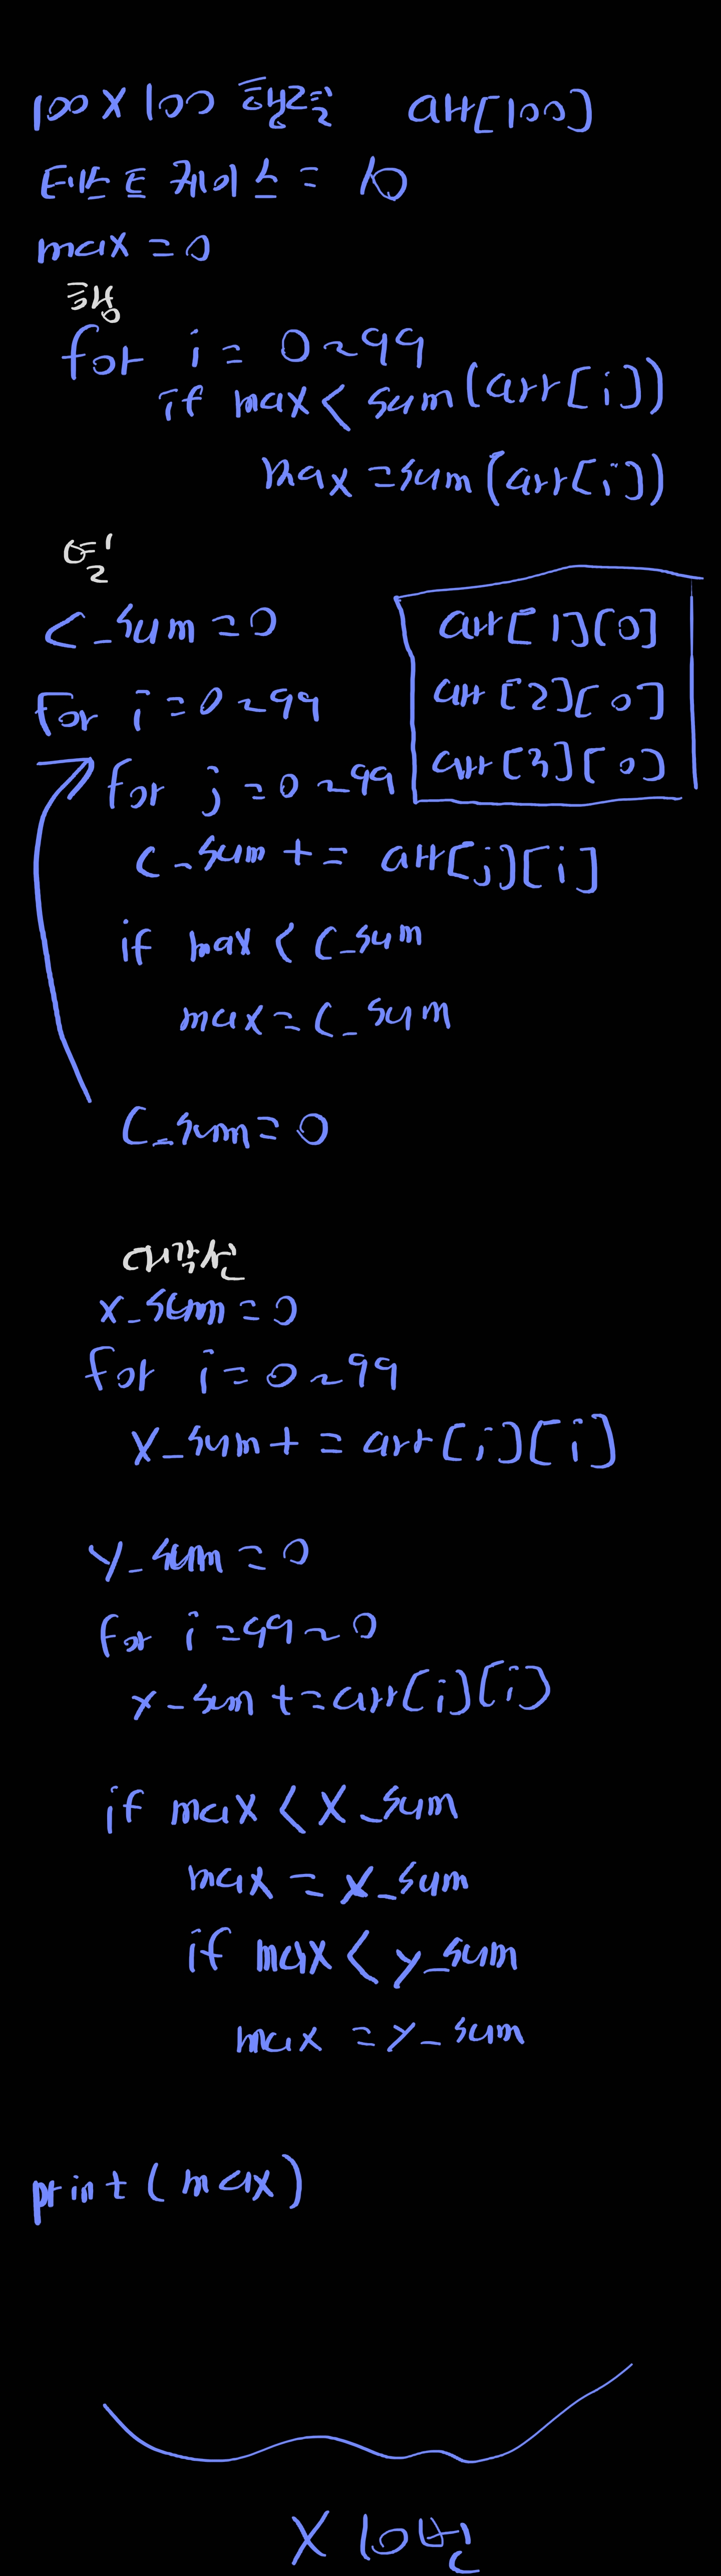 100 X 100 행렬 arr[100]
테스트 케이스 = 10
max = 0
행
for i = 0~99
if max < sum(arr[i])
max = sum(arr[i])
열
c_sum = 0
for i = 0~99
for j = 0~99
c_sum += arr[j][i]
if max < c_sum
max = c_sum
c_sum = 0
arr[1][0]
arr[2][0]
arr[3][0]
대각선
x_sum = 0
for i = 0~99
x_sum += arr[i][i]
y_sum = 0
for i = 99~0
x_sum += arr[i][i]
if max < x_sum
max = x_sum
if max < y_sum
max = y_sum
print(max)
X 10번